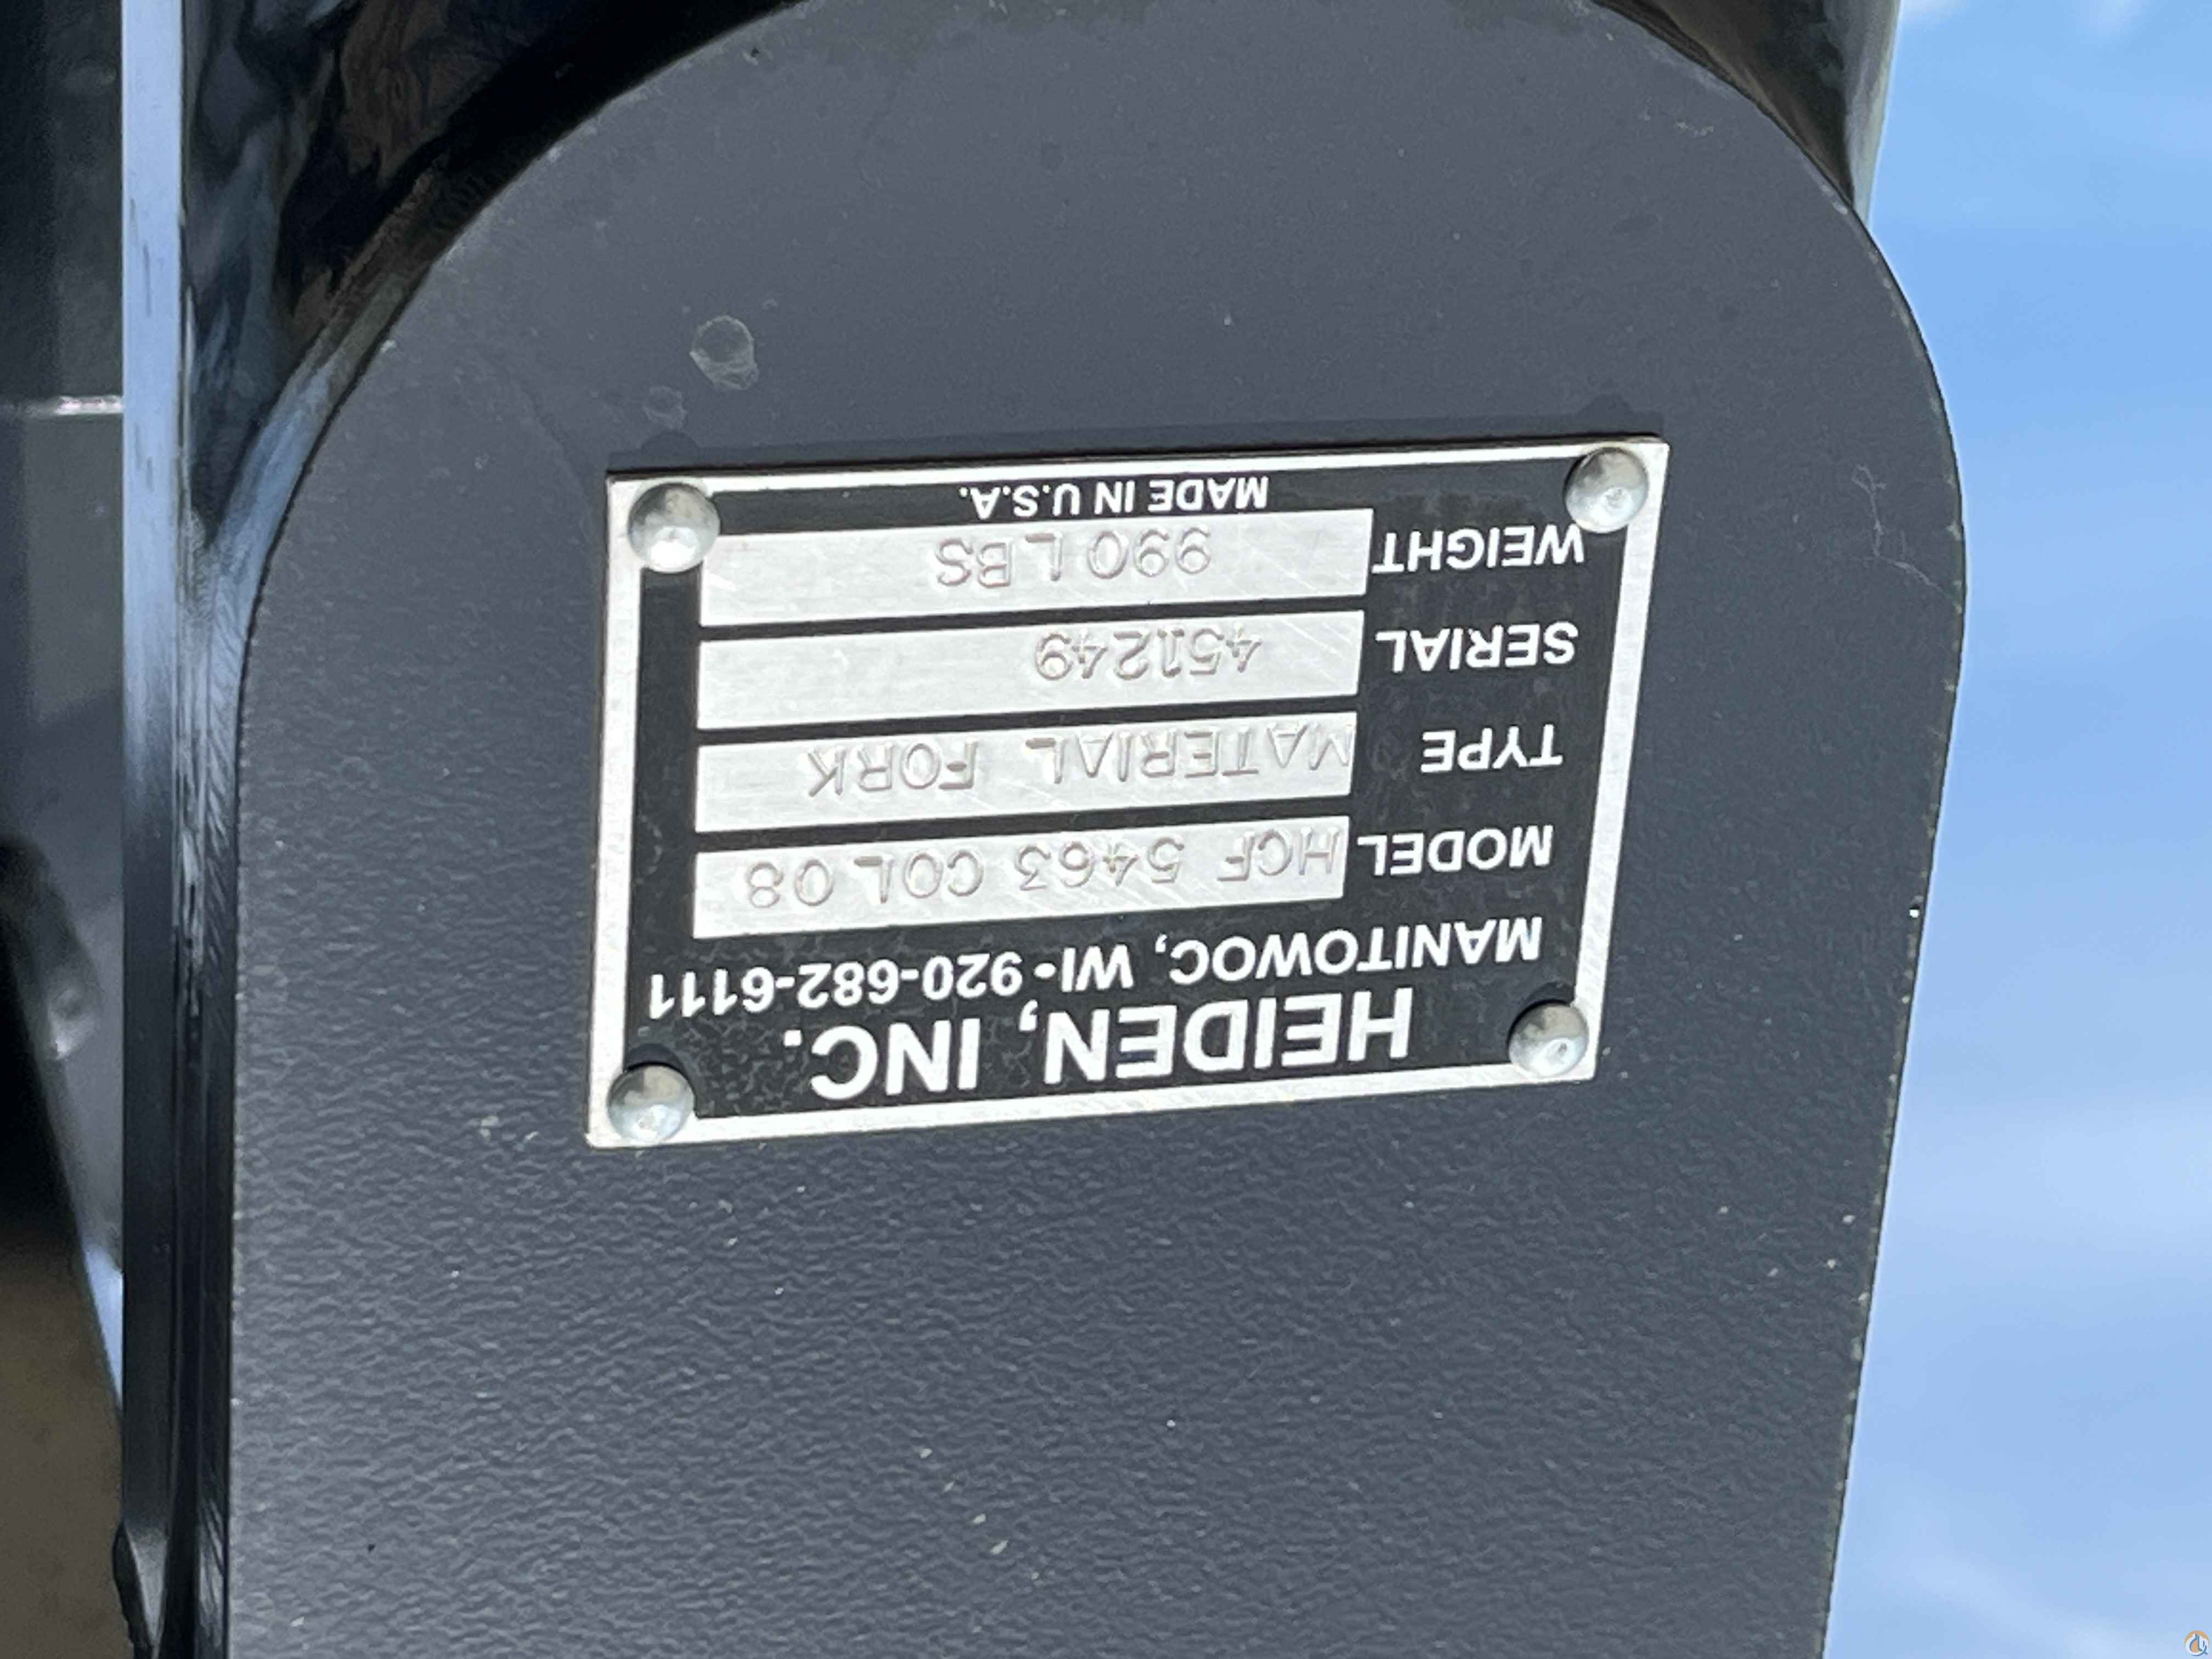 HEIDEN, INC.
MANITOWOC, WI • 920-682-6111
MODEL HCF 5463 COL 08
TYPE MATERIAL FORK
SERIAL 451249
WEIGHT 990 LBS
MADE IN U.S.A.